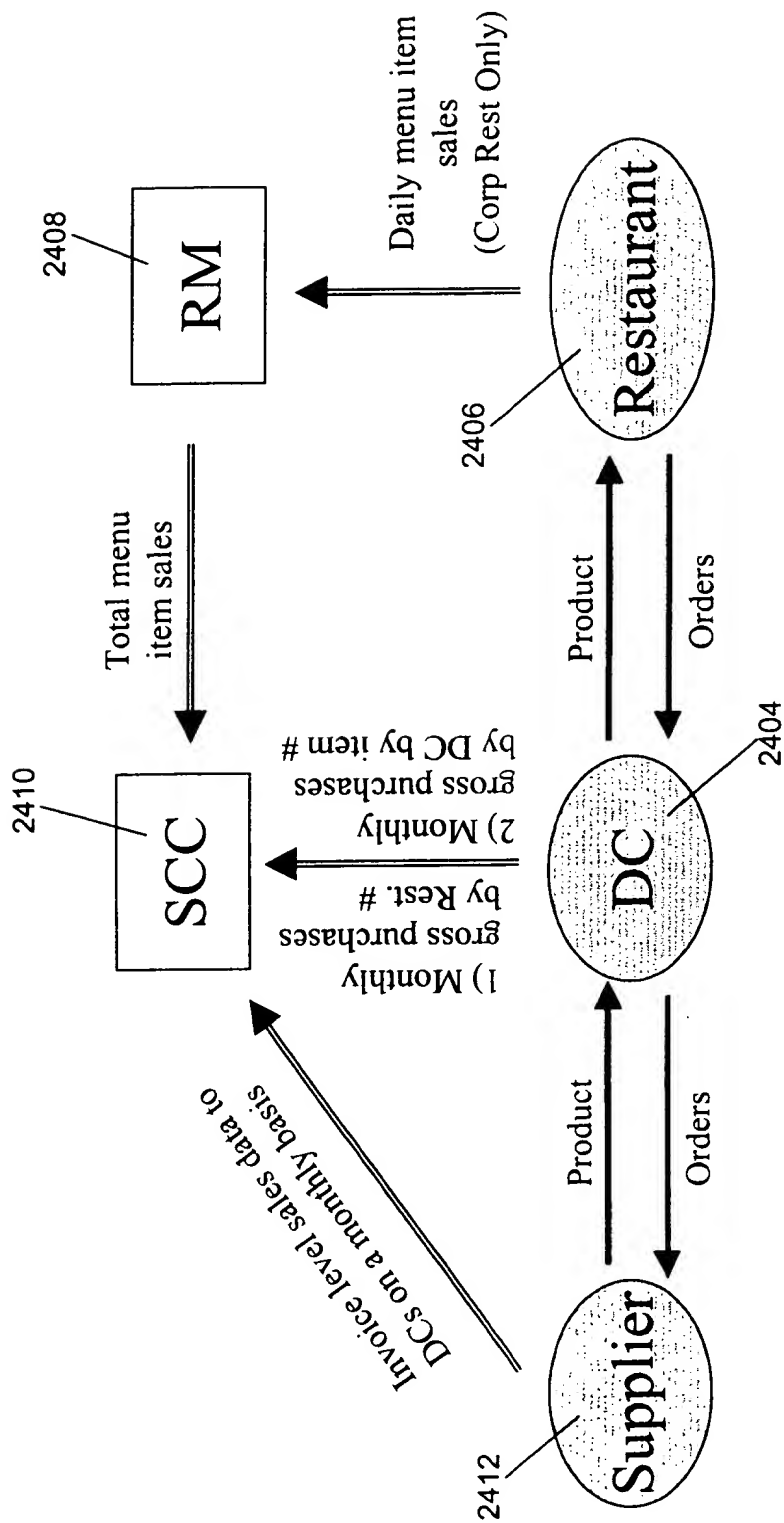 2410
SCC
Total menu
item sales
2408
RM
Invoice level sales data to
DCs on a monthly basis
1) Monthly
gross purchases
by Rest. #
2) Monthly
gross purchases
by DC by item #
Daily menu item
sales
(Corp Rest Only)
2412
Supplier
Product
Orders
DC
2404
Product
Orders
2406
Restaurant